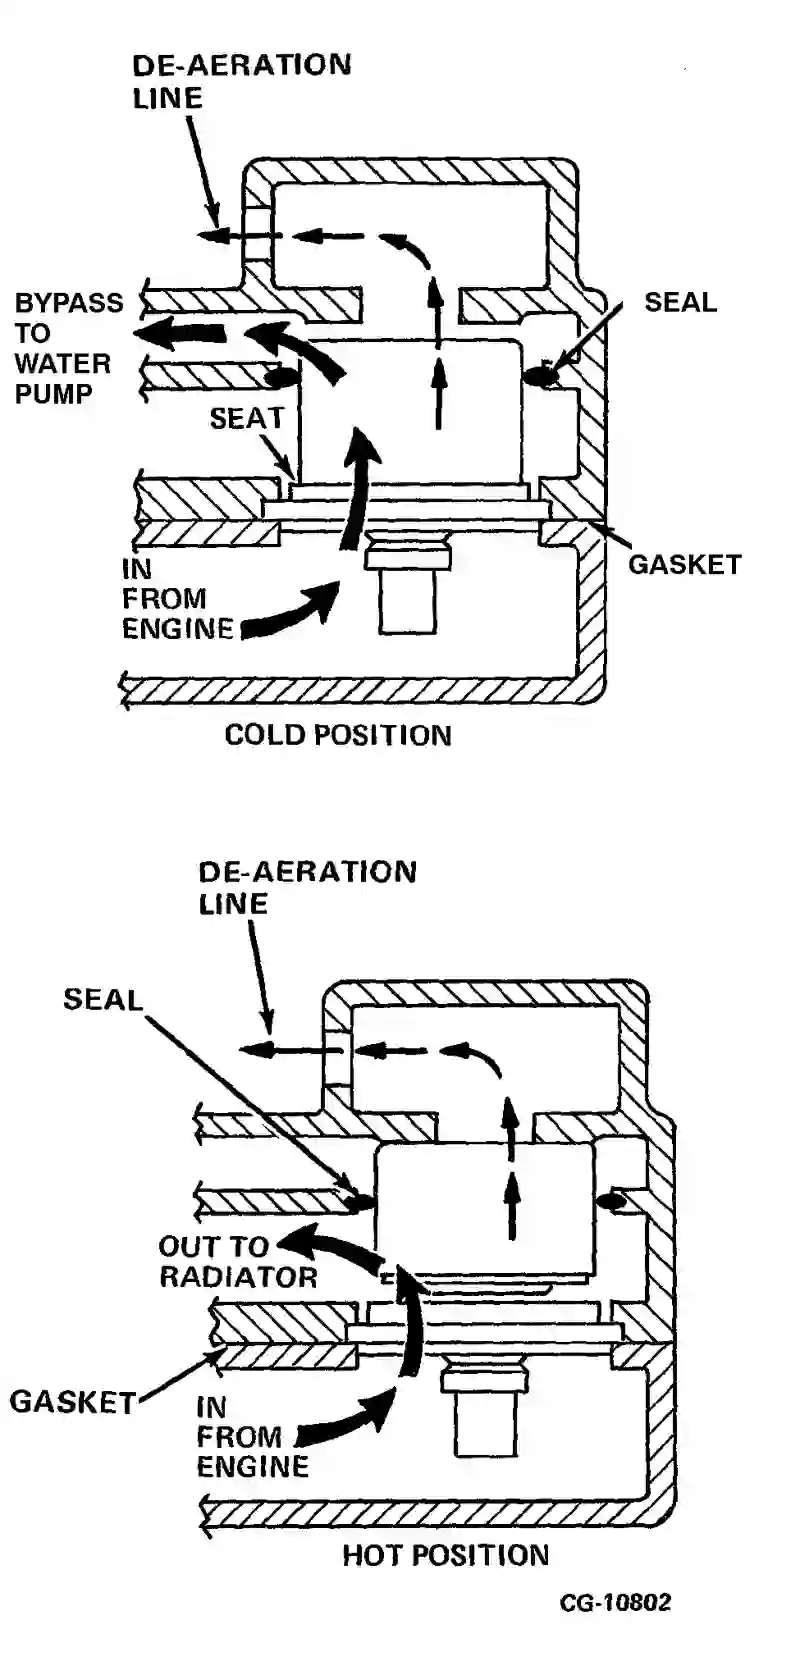 DE-AERATION
LINE
BYPASS
TO
WATER
PUMP
SEAL
SEAT
GASKET
IN
FROM
ENGINE
COLD POSITION
DE-AERATION
LINE
SEAL
OUT TO
RADIATOR
GASKET
IN
FROM
ENGINE
HOT POSITION
CG-10802